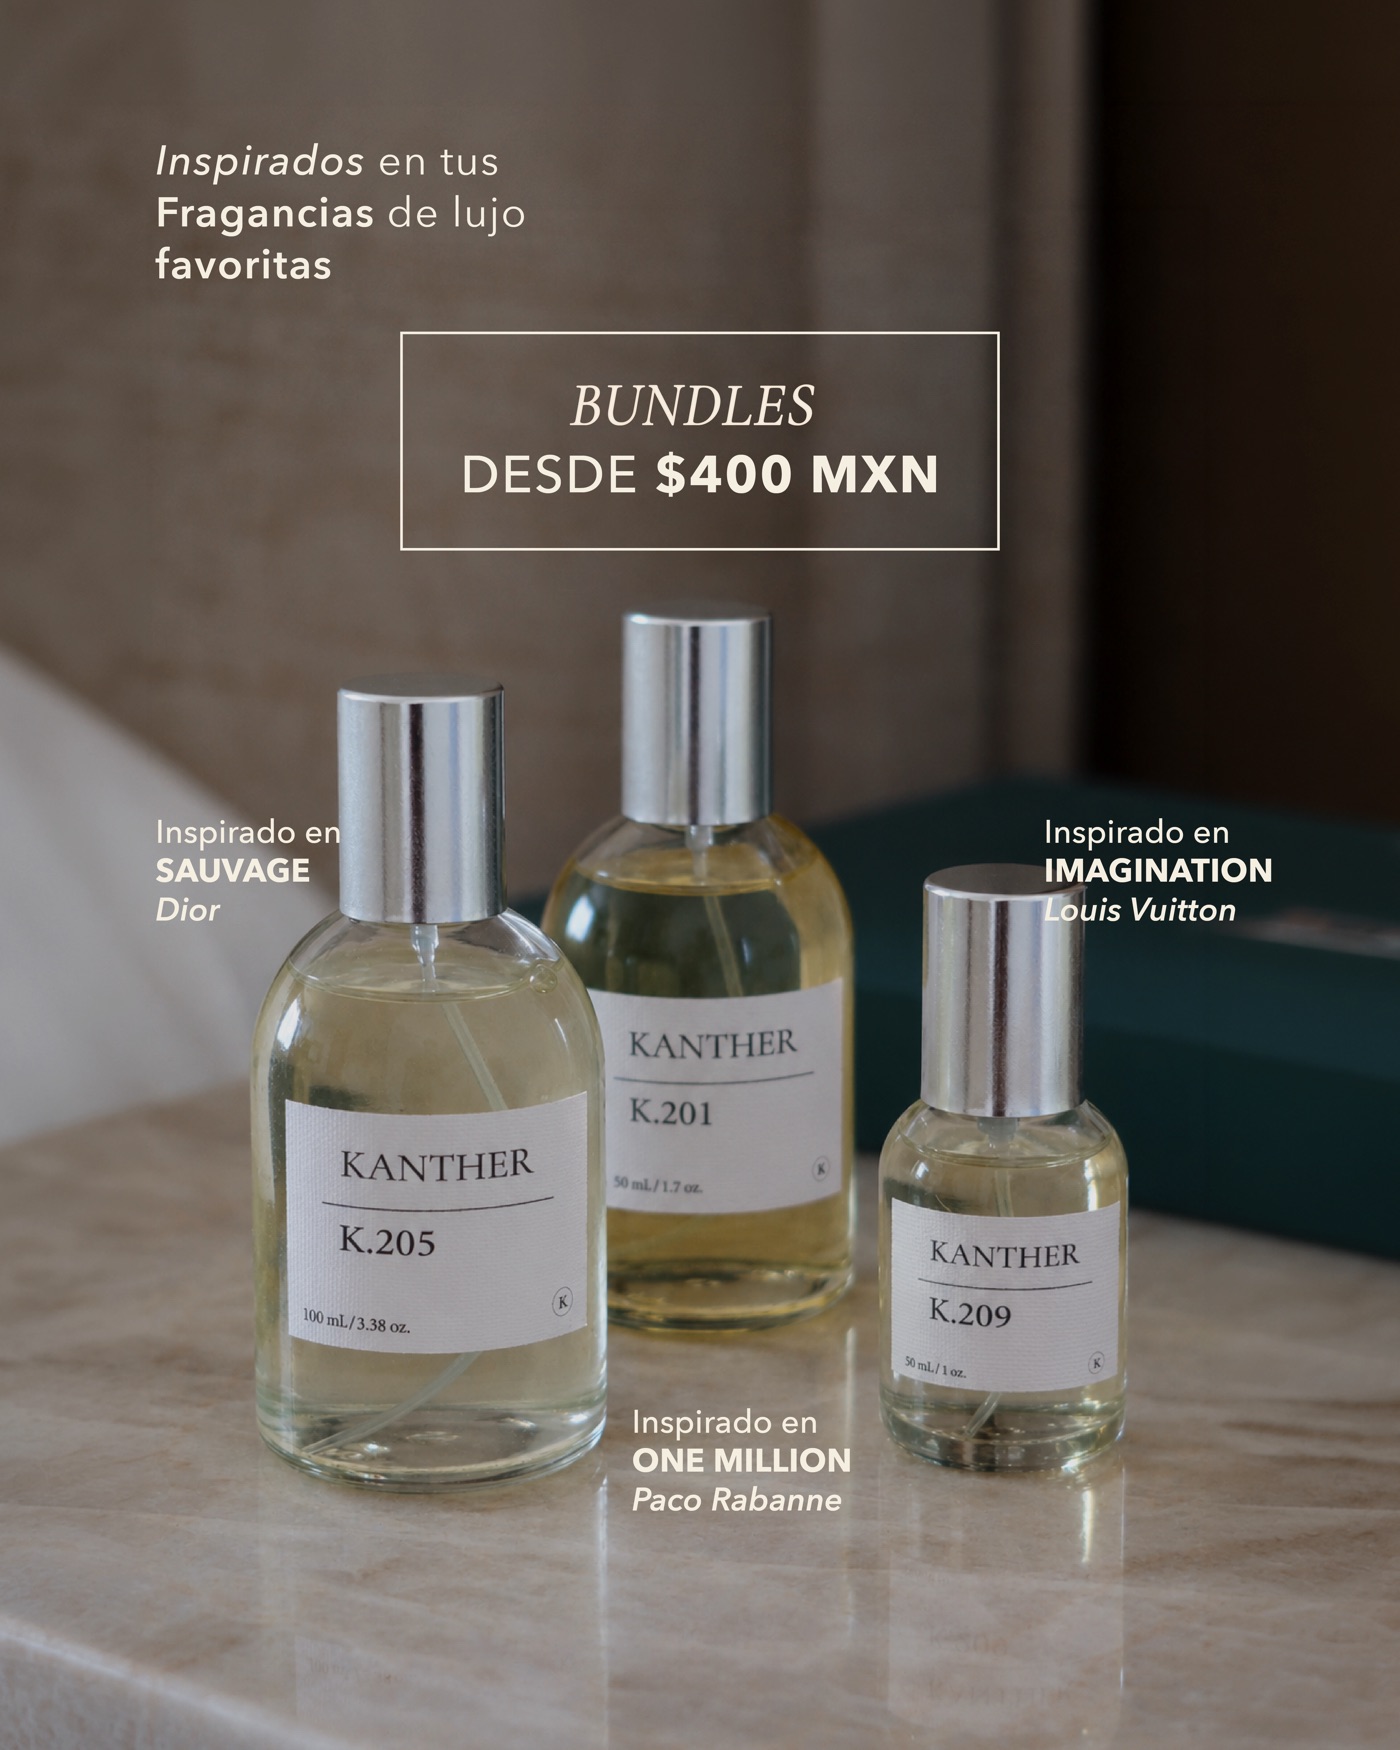 Inspirados en tus
Fragancias de lujo
favoritas
BUNDLES
DESDE $400 MXN
Inspirado en
SAUVAGE
Dior
Inspirado en
IMAGINATION
Louis Vuitton
KANTHER
K.201
50 mL/1.7 oz.
K
KANTHER
K.205
100 mL/3.38 oz.
K
KANTHER
K.209
50 mL/1 oz.
K
Inspirado en
ONE MILLION
Paco Rabanne